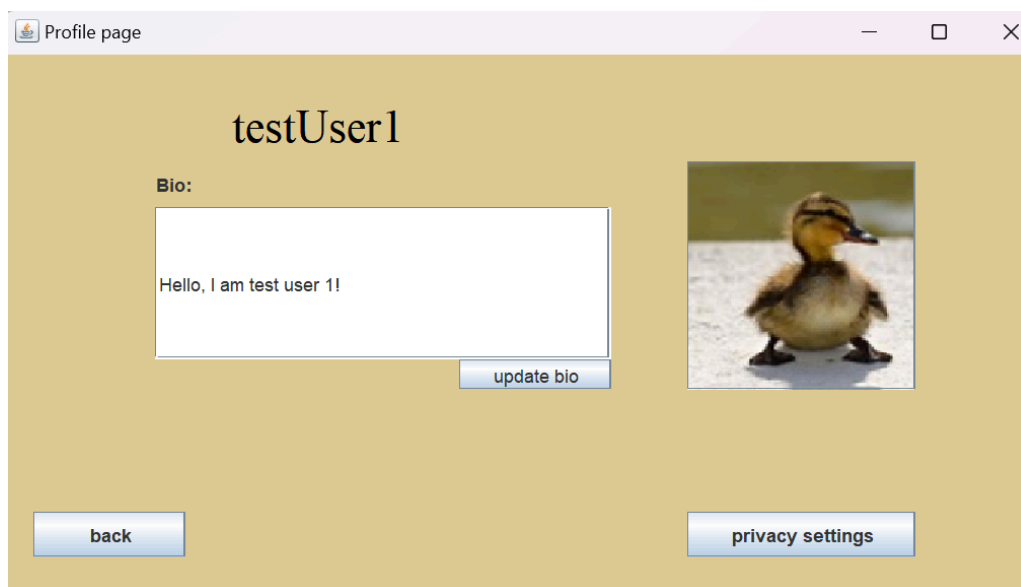 Profile page
testUser1
Bio:
Hello, I am test user 1!
update bio
back
privacy settings